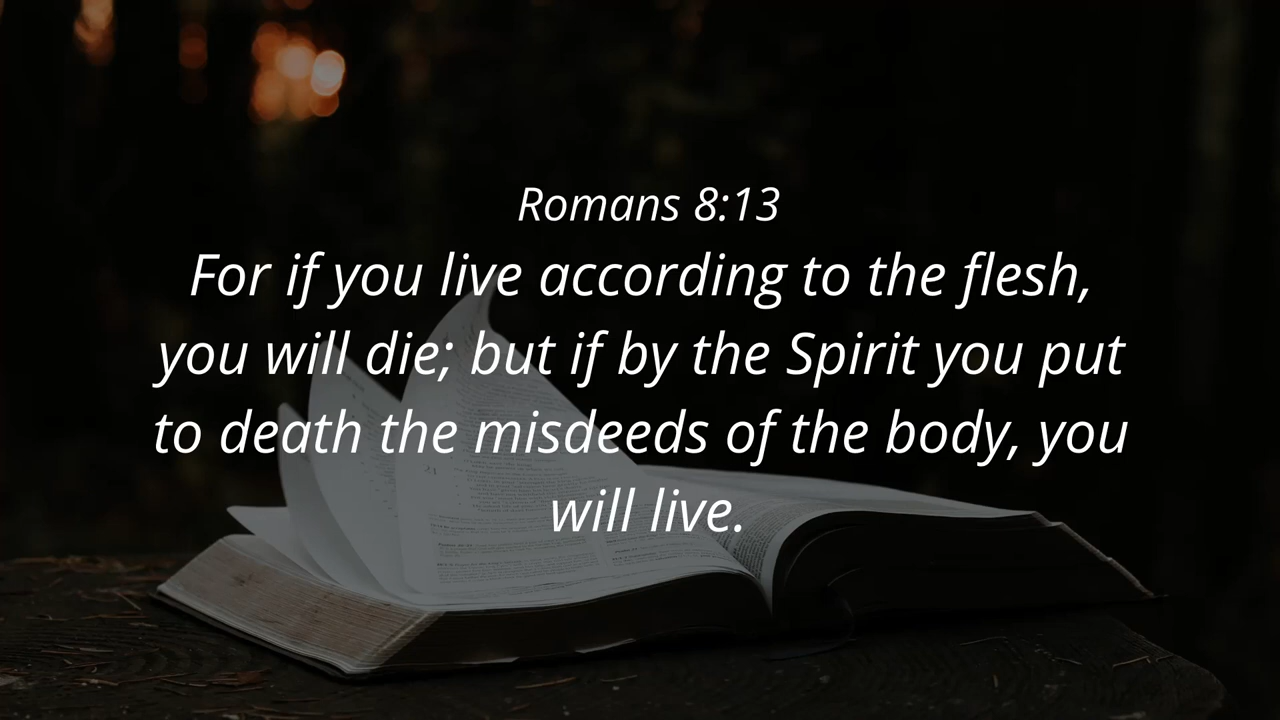 Romans 8:13
For if you live according to the flesh,
you will die; but if by the Spirit you put
to death the misdeeds of the body, you
will live.